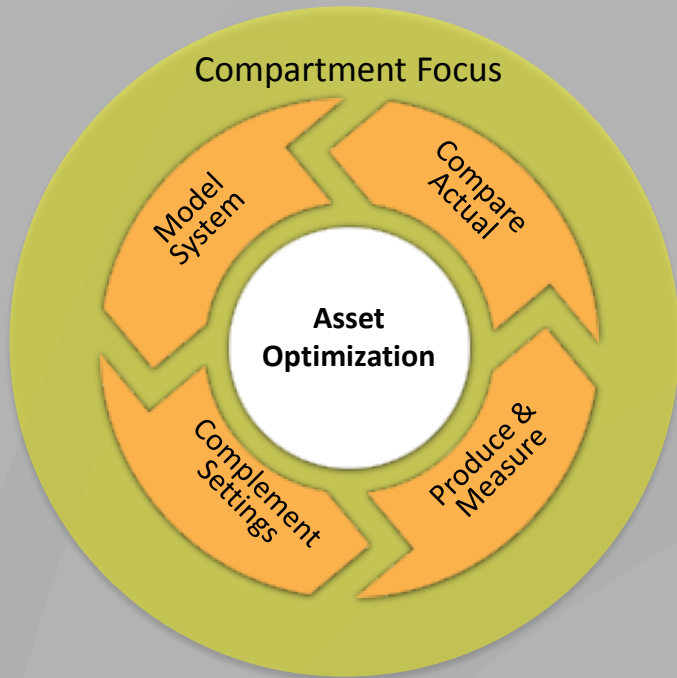 Compartment Focus
Model
System
Compare
Actual
Asset
Optimization
Complement
Settings
Produce &
Measure